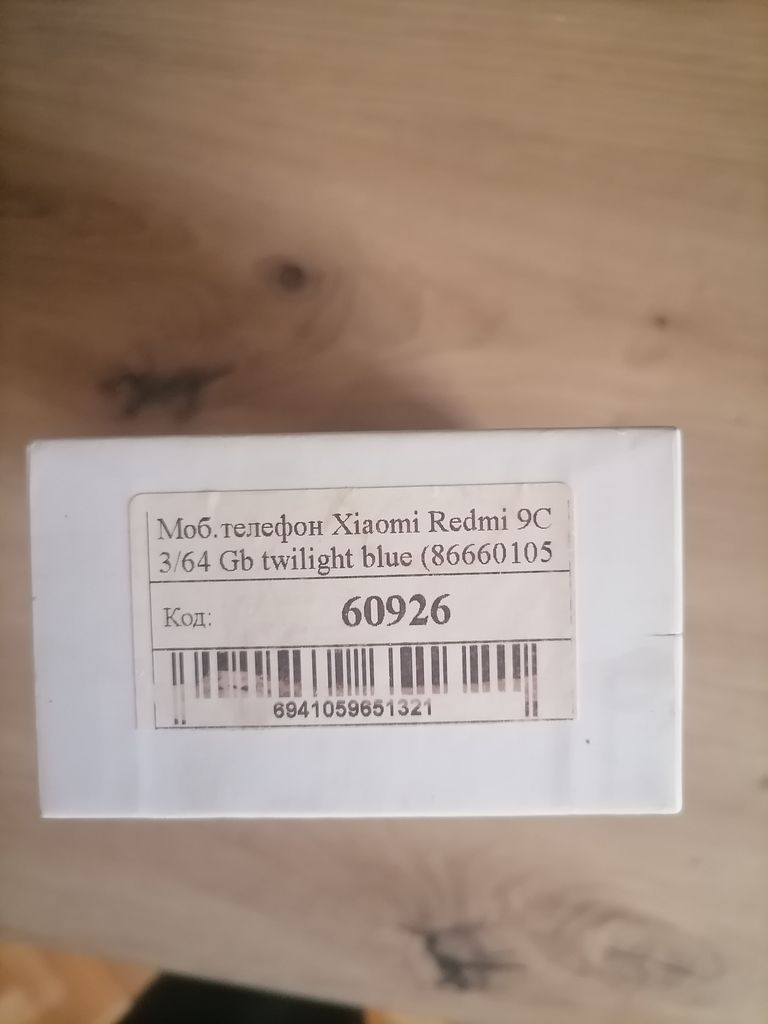 Моб.телефон Xiaomi Redmi 9C
3/64 Gb twilight blue (86660105
Код: 60926
6941059651321